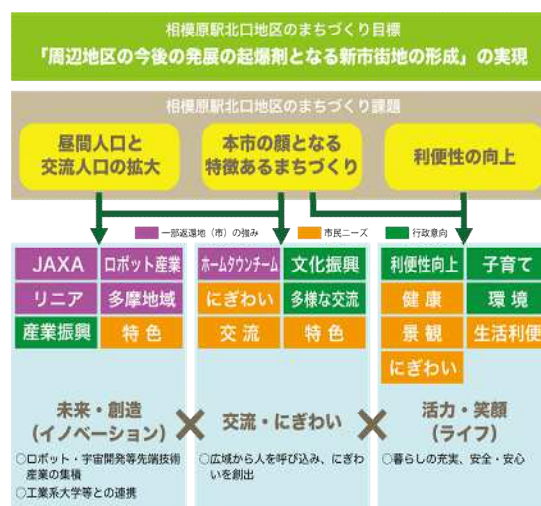 相模原駅北口地区のまちづくり目標
「周辺地区の今後の発展の起爆剤となる新市街地の形成」の実現
相模原駅北口地区のまちづくり課題
昼間人口と
交流人口の拡大
本市の顔となる
特徴あるまちづくり
利便性の向上
一部返還地（市）の強み
市民ニーズ
行政意向
JAXA
ロボット産業
リニア
多摩地域
産業振興
特色
ホームタウンチーム
文化振興
にぎわい
多様な交流
交流
特色
利便性向上
子育て
健康
環境
景観
生活利便
にぎわい
未来・創造
（イノベーション）
×
交流・にぎわい
×
活力・笑顔
（ライフ）
○ロボット・宇宙開発等先端技術
産業の集積
○工業系大学等との連携
○広域から人を呼び込み、にぎわ
いを創出
○暮らしの充実、安全・安心